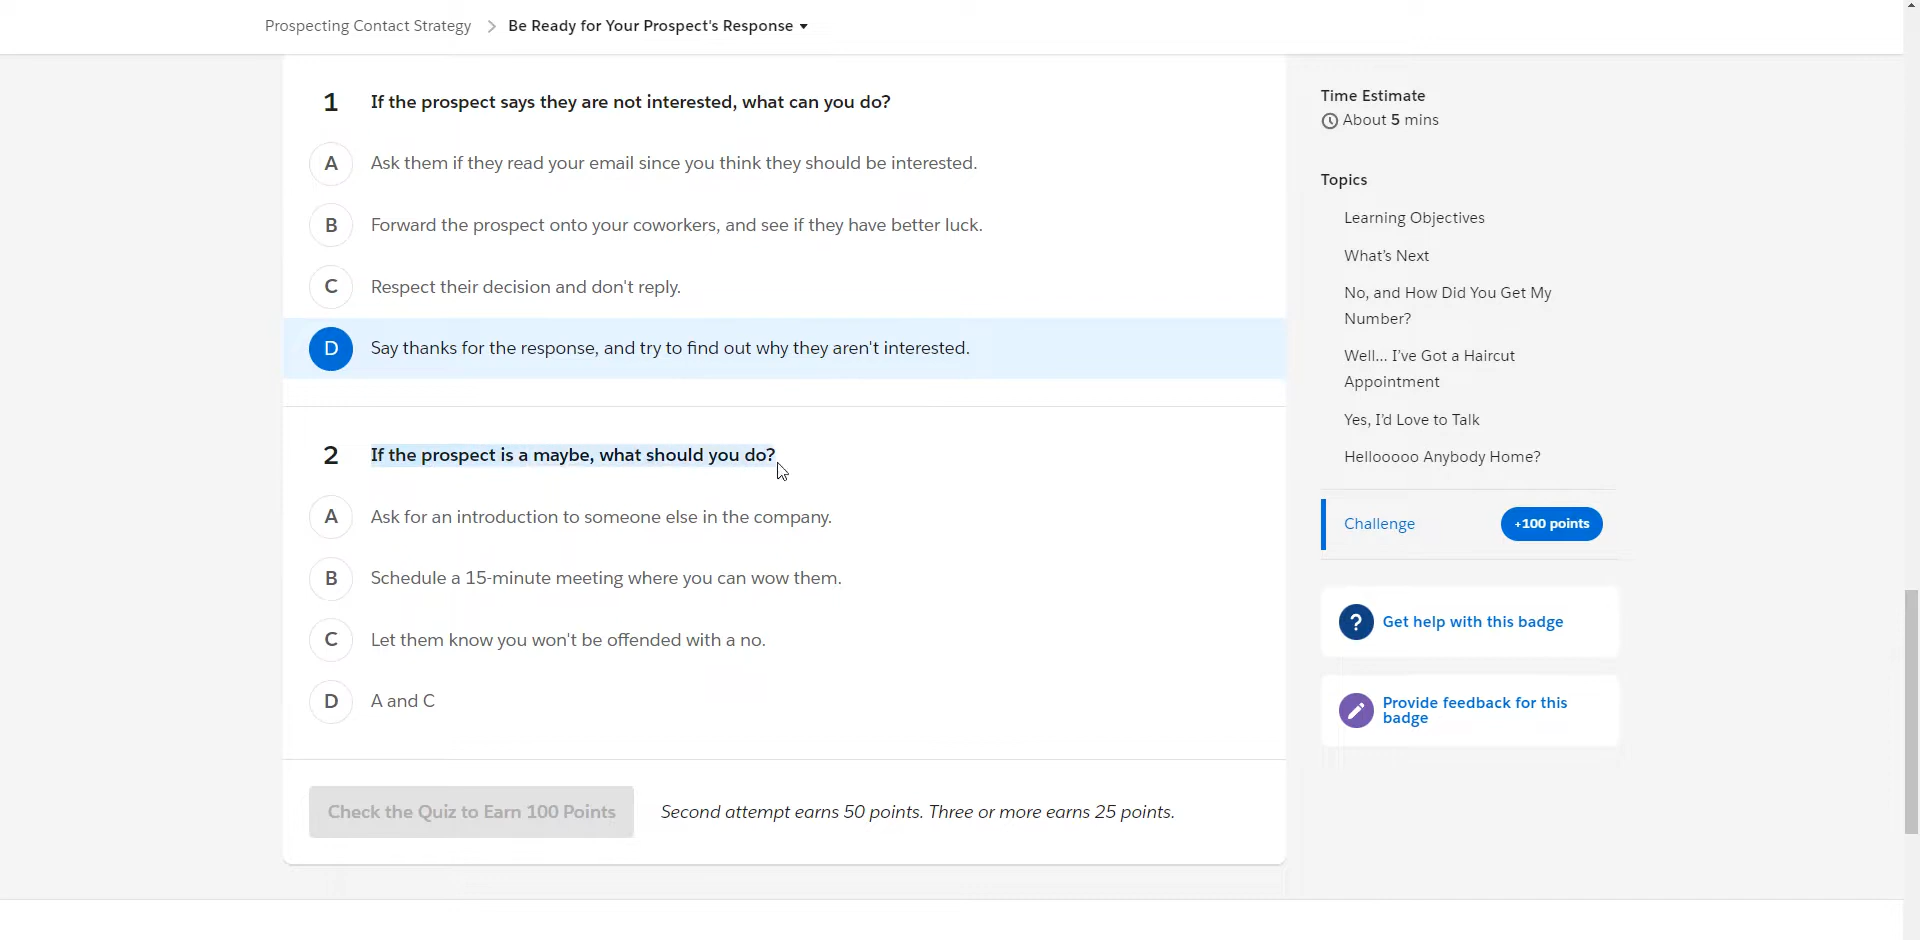 Prospecting Contact Strategy > Be Ready for Your Prospect's Response
1 If the prospect says they are not interested, what can you do?
A Ask them if they read your email since you think they should be interested.
B Forward the prospect onto your coworkers, and see if they have better luck.
C Respect their decision and don't reply.
D Say thanks for the response, and try to find out why they aren't interested.
2 If the prospect is a maybe, what should you do?
A Ask for an introduction to someone else in the company.
B Schedule a 15-minute meeting where you can wow them.
C Let them know you won't be offended with a no.
D A and C
Check the Quiz to Earn 100 Points Second attempt earns 50 points. Three or more earns 25 points.
Time Estimate
About 5 mins
Topics
Learning Objectives
What's Next
No, and How Did You Get My
Number?
Well... I've Got a Haircut
Appointment
Yes, I'd Love to Talk
Hellooooo Anybody Home?
Challenge +100 points
? Get help with this badge
Provide feedback for this
badge